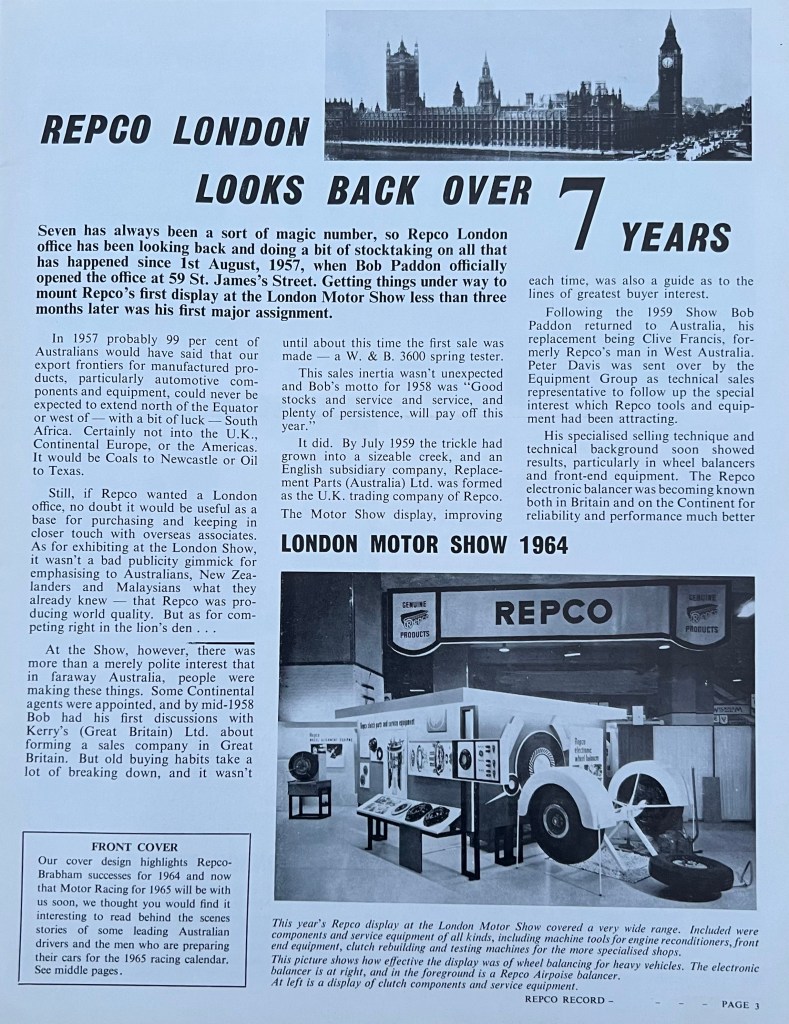 REPCO LONDON
LOOKS BACK OVER 7 YEARS
Seven has always been a sort of magic number, so Repco London
office has been looking back and doing a bit of stocktaking on all that
has happened since 1st August, 1957, when Bob Paddon officially
opened the office at 59 St. James's Street. Getting things under way to
mount Repco's first display at the London Motor Show less than three
months later was his first major assignment.
In 1957 probably 99 per cent of
Australians would have said that our
export frontiers for manufactured pro-
ducts, particularly automotive com-
ponents and equipment, could never be
expected to extend north of the Equator
or west of — with a bit of luck — South
Africa. Certainly not into the U.K.,
Continental Europe, or the Americas.
It would be Coals to Newcastle or Oil
to Texas.
Still, if Repco wanted a London
office, no doubt it would be useful as a
base for purchasing and keeping in
closer touch with overseas associates.
As for exhibiting at the London Show,
it wasn't a bad publicity gimmick for
emphasising to Australians, New Zea-
landers and Malaysians what they
already knew — that Repco was pro-
ducing world quality. But as for com-
peting right in the lion's den . . .
At the Show, however, there was
more than a merely polite interest that
in faraway Australia, people were
making these things. Some Continental
agents were appointed, and by mid-1958
Bob had his first discussions with
Kerry's (Great Britain) Ltd. about
forming a sales company in Great
Britain. But old buying habits take a
lot of breaking down, and it wasn't
until about this time the first sale was
made — a W. & B. 3600 spring tester.
This sales inertia wasn't unexpected
and Bob's motto for 1958 was "Good
stocks and service and service, and
plenty of persistence, will pay off this
year."
It did. By July 1959 the trickle had
grown into a sizeable creek, and an
English subsidiary company, Replace-
ment Parts (Australia) Ltd. was formed
as the U.K. trading company of Repco.
The Motor Show display, improving
each time, was also a guide as to the
lines of greatest buyer interest.
Following the 1959 Show Bob
Paddon returned to Australia, his
replacement being Clive Francis, for-
merly Repco's man in West Australia.
Peter Davis was sent over by the
Equipment Group as technical sales
representative to follow up the special
interest which Repco tools and equip-
ment had been attracting.
His specialised selling technique and
technical background soon showed
results, particularly in wheel balancers
and front-end equipment. The Repco
electronic balancer was becoming known
both in Britain and on the Continent for
reliability and performance much better
LONDON MOTOR SHOW 1964
GENUINE
REPCO
PRODUCTS
REPCO
GENUINE
REPCO
PRODUCTS
Repco clutch parts and service equipment
Repco
electronic
wheel balancer
FRONT COVER
Our cover design highlights Repco-
Brabham successes for 1964 and now
that Motor Racing for 1965 will be with
us soon, we thought you would find it
interesting to read behind the scenes
stories of some leading Australian
drivers and the men who are preparing
their cars for the 1965 racing calendar.
See middle pages.
This year's Repco display at the London Motor Show covered a very wide range. Included were
components and service equipment of all kinds, including machine tools for engine reconditioners, front
end equipment, clutch rebuilding and testing machines for the more specialised shops.
This picture shows how effective the display was of wheel balancing for heavy vehicles. The electronic
balancer is at right, and in the foreground is a Repco Airpoise balancer.
At left is a display of clutch components and service equipment.
REPCO RECORD – – – – PAGE 3